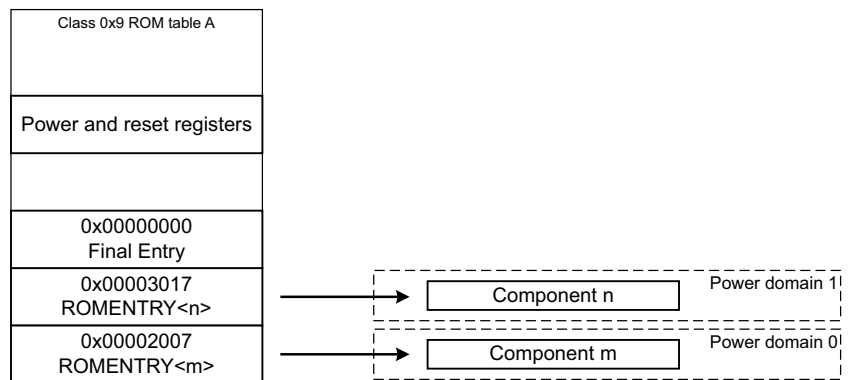 Class 0x9 ROM table A
Power and reset registers
0x00000000
Final Entry
0x00003017
ROMENTRY<n>
Component n
Power domain 1
0x00002007
ROMENTRY<m>
Component m
Power domain 0